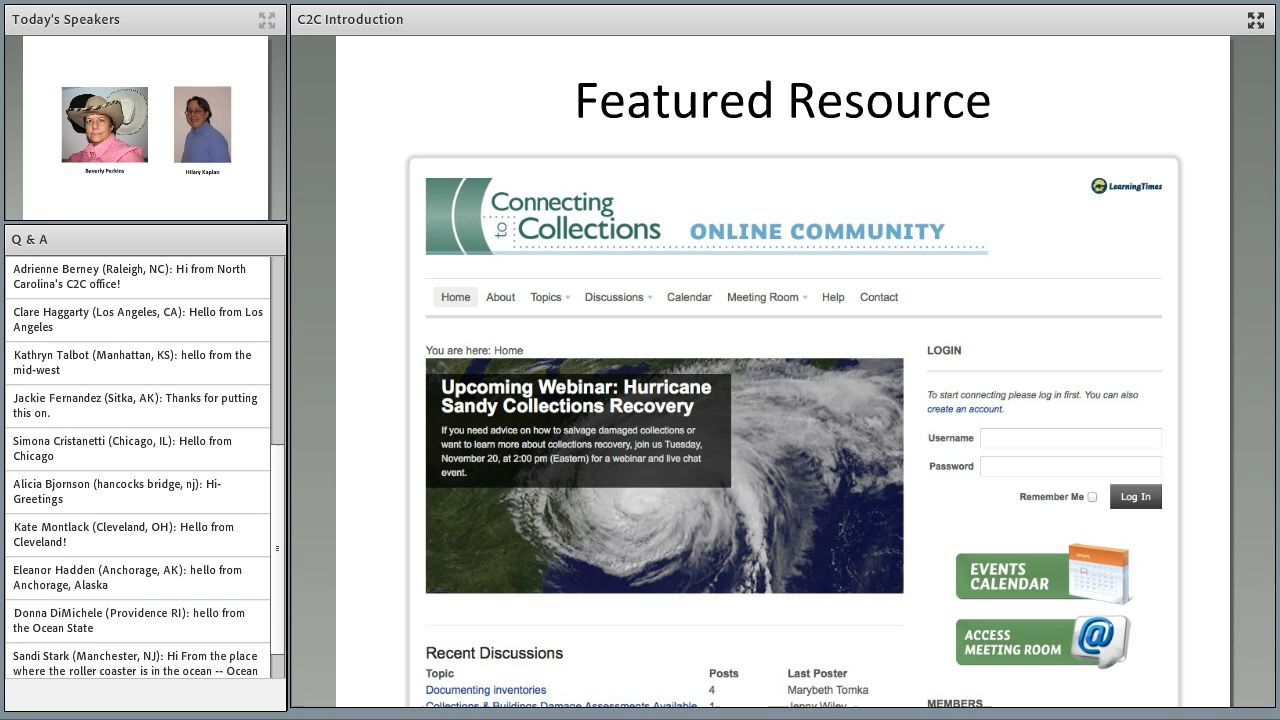 Today's Speakers
Beverly Perkins
Hilary Kaplan
Q & A
Adrienne Berney (Raleigh, NC): Hi from North
Carolina's C2C office!
Clare Haggarty (Los Angeles, CA): Hello from Los
Angeles
Kathryn Talbot (Manhattan, KS): hello from the
mid-west
Jackie Fernandez (Sitka, AK): Thanks for putting
this on.
Simona Cristanetti (Chicago, IL): Hello from
Chicago
Alicia Bjornson (hancocks bridge, nj): Hi-
Greetings
Kate Montlack (Cleveland, OH): Hello from
Cleveland!
Eleanor Hadden (Anchorage, AK): hello from
Anchorage, Alaska
Donna DiMichele (Providence RI): hello from
the Ocean State
Sandi Stark (Manchester, NJ): Hi From the place
where the roller coaster is in the ocean -- Ocean
C2C Introduction
Featured Resource
Connecting
to Collections ONLINE COMMUNITY
LearningTimes
Home About Topics Discussions Calendar Meeting Room Help Contact
You are here: Home
Upcoming Webinar: Hurricane
Sandy Collections Recovery
If you need advice on how to salvage damaged collections or
want to learn more about collections recovery, join us Tuesday,
November 20, at 2:00 pm (Eastern) for a webinar and live chat
event.
LOGIN
To start connecting please log in first. You can also
create an account.
Username
Password
Remember Me Log In
January
EVENTS
CALENDAR
ACCESS
MEETING ROOM
Recent Discussions
Topic Posts Last Poster
Documenting inventories 4 Marybeth Tomka
Collections & Buildings Damage Assessments Available 1 Jenny Wiley
MEMBERS